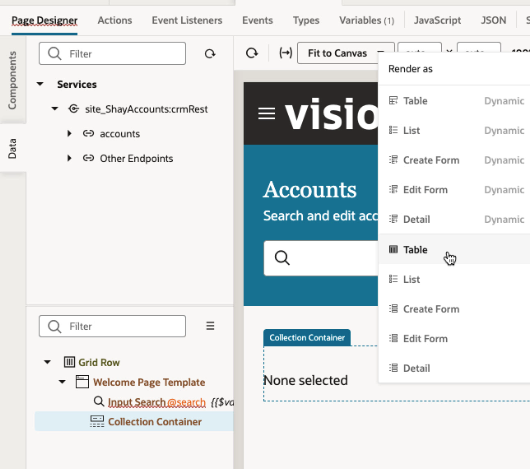 Page Designer Actions Event Listeners Events Types Variables (1) JavaScript JSON
Components
Data
Filter
Fit to Canvas
Services
site_ShayAccounts:crmRest
accounts
Other Endpoints
visio
Accounts
Search and edit acc
Collection Container
None selected
Render as
Table Dynamic
List Dynamic
Create Form Dynamic
Edit Form Dynamic
Detail Dynamic
Table
List
Create Form
Edit Form
Detail
Filter
Grid Row
Welcome Page Template
Input Search @search {{$va
Collection Container